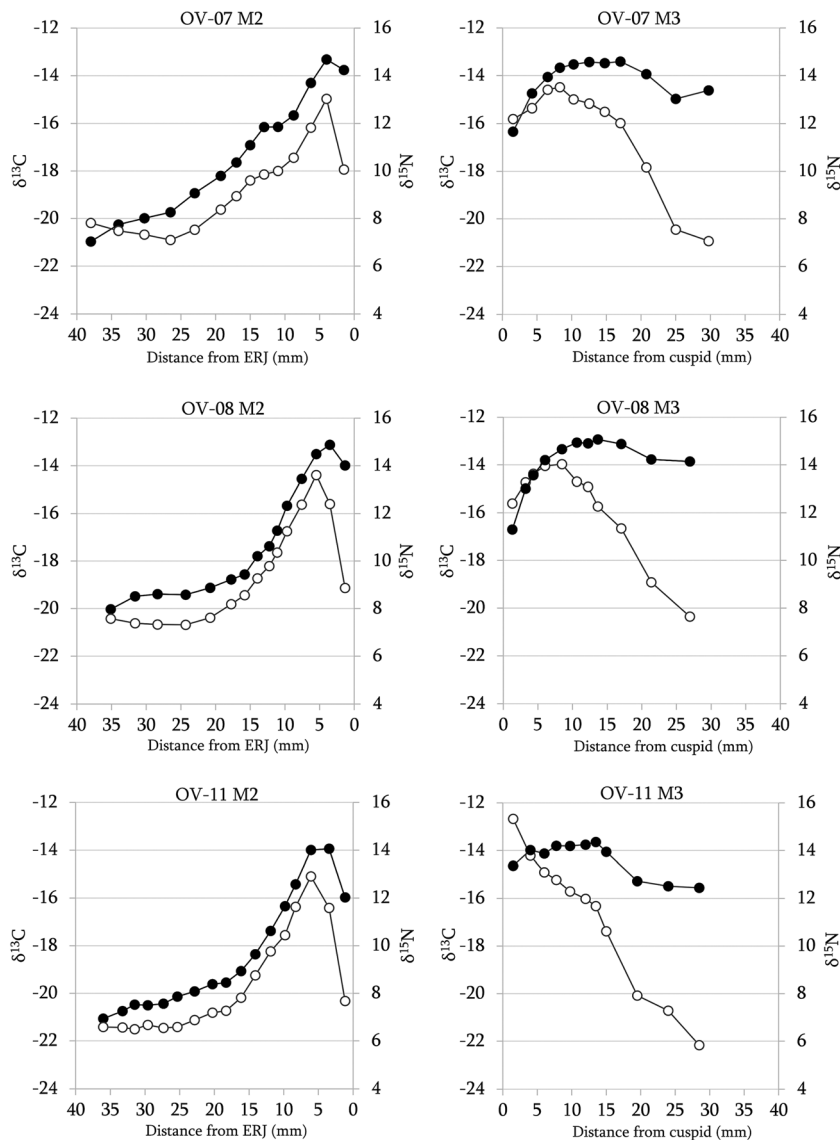 OV-07 M2
-12 -14 -16 -18 -20 -22 -24
δ¹³C
16 14 12 10 8 6 4
δ¹⁵N
40 35 30 25 20 15 10 5 0
Distance from ERJ (mm)
OV-07 M3
-12 -14 -16 -18 -20 -22 -24
δ¹³C
16 14 12 10 8 6 4
δ¹⁵N
0 5 10 15 20 25 30 35 40
Distance from cuspid (mm)
OV-08 M2
-12 -14 -16 -18 -20 -22 -24
δ¹³C
16 14 12 10 8 6 4
δ¹⁵N
40 35 30 25 20 15 10 5 0
Distance from ERJ (mm)
OV-08 M3
-12 -14 -16 -18 -20 -22 -24
δ¹³C
16 14 12 10 8 6 4
δ¹⁵N
0 5 10 15 20 25 30 35 40
Distance from cuspid (mm)
OV-11 M2
-12 -14 -16 -18 -20 -22 -24
δ¹³C
16 14 12 10 8 6 4
δ¹⁵N
40 35 30 25 20 15 10 5 0
Distance from ERJ (mm)
OV-11 M3
-12 -14 -16 -18 -20 -22 -24
δ¹³C
16 14 12 10 8 6 4
δ¹⁵N
0 5 10 15 20 25 30 35 40
Distance from cuspid (mm)